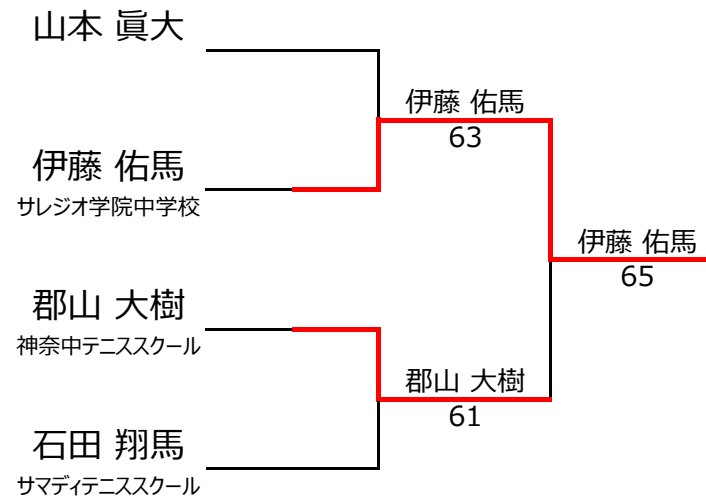 山本 眞大
伊藤 佑馬
サレジオ学院中学校
郡山 大樹
神奈中テニススクール
石田 翔馬
サマディテニススクール
伊藤 佑馬
63
郡山 大樹
61
伊藤 佑馬
65